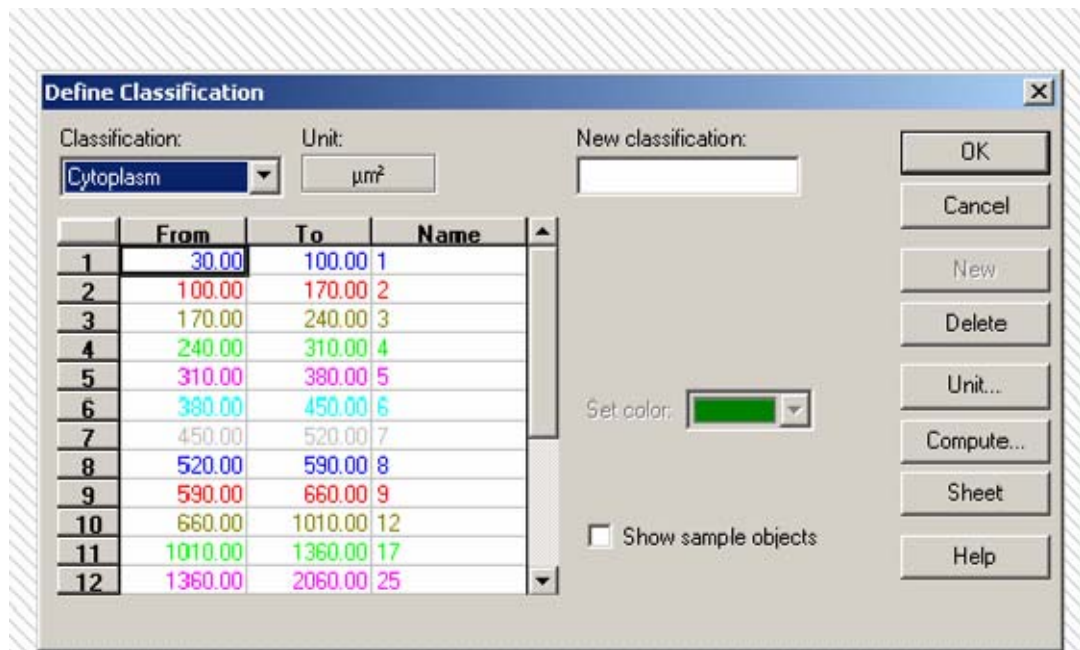 Define Classification
Classification: Unit: New classification:
Cytoplasm µm² OK
Cancel
From To Name
1 30.00 100.00 1
2 100.00 170.00 2
3 170.00 240.00 3
4 240.00 310.00 4
5 310.00 380.00 5
6 380.00 450.00 6
7 450.00 520.00 7
8 520.00 590.00 8
9 590.00 660.00 9
10 660.00 1010.00 12
11 1010.00 1360.00 17
12 1360.00 2060.00 25
Set color:
Show sample objects
New
Delete
Unit...
Compute...
Sheet
Help